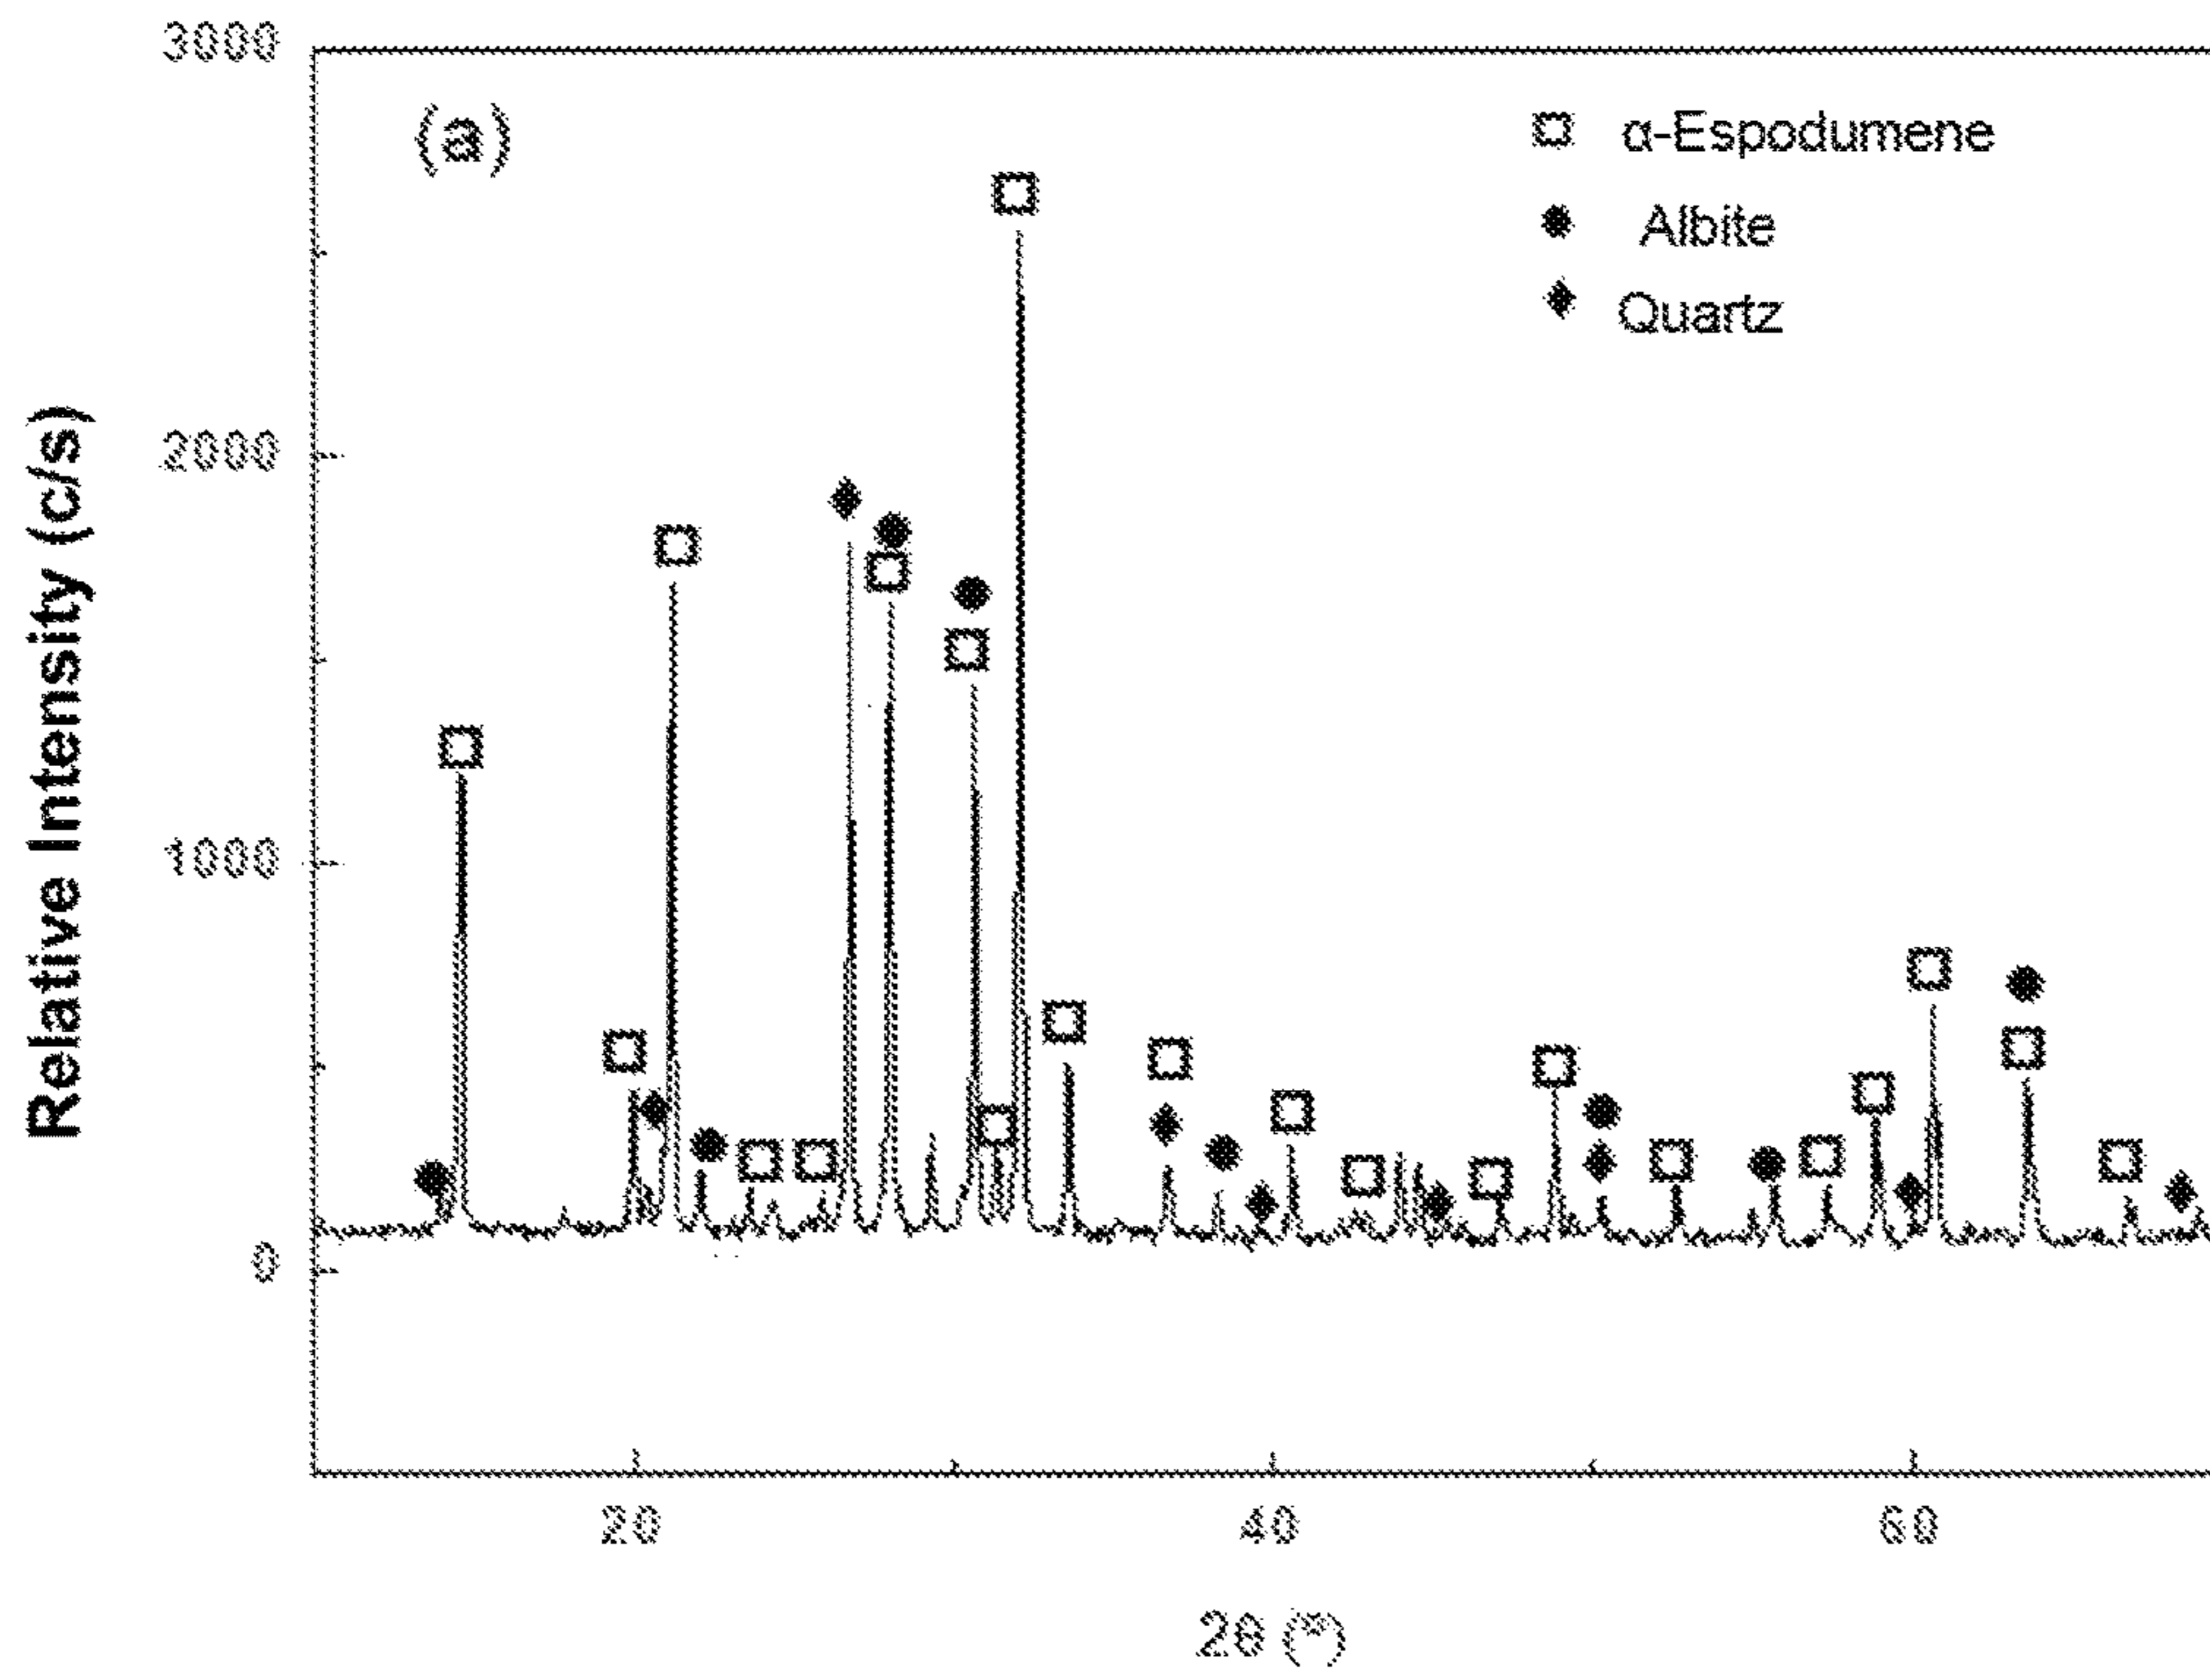 3000
(a)
α-Espodumene
Albite
Quartz
2000
Relative Intensity (c/s)
1000
0
20
40
60
2θ (°)